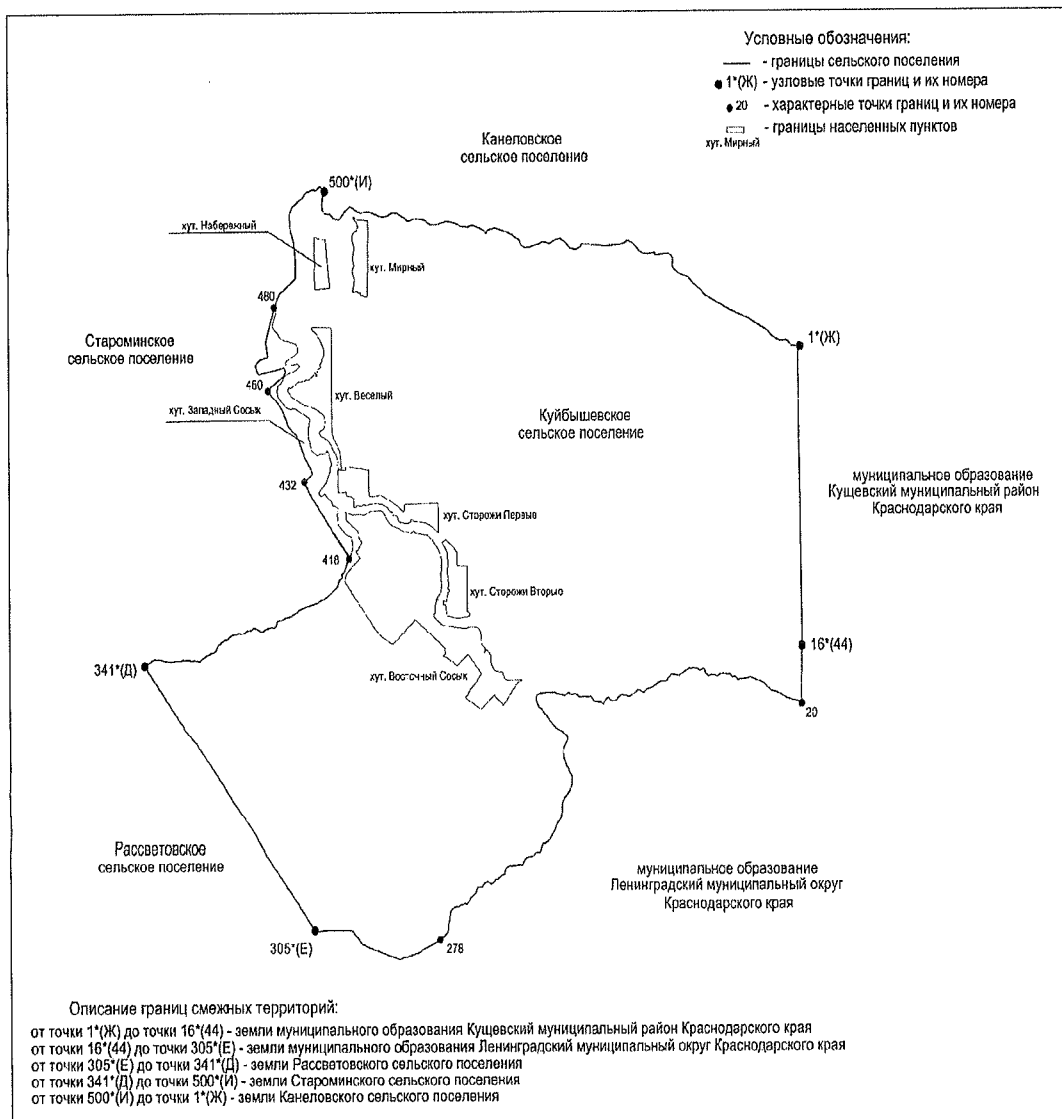 Условные обозначения:
- границы сельского поселения
1*(Ж) - узловые точки границ и их номера
20 - характерные точки границ и их номера
- границы населенных пунктов
хут. Мирный
Канеловское
сельское поселение
500*(И)
хут. Набережный
хут. Мирный
480
Староминское
сельское поселение
1*(Ж)
460
хут. Веселый
хут. Западный Сосык
Куйбышевское
сельское поселение
432
муниципальное образование
Кущевский муниципальный район
Краснодарского края
хут. Сторожи Первые
418
хут. Сторожи Вторые
16*(44)
341*(Д)
хут. Восточный Сосык
20
Рассветовское
сельское поселение
муниципальное образование
Ленинградский муниципальный округ
Краснодарского края
305*(Е)
278
Описание границ смежных территорий:
от точки 1*(Ж) до точки 16*(44) - земли муниципального образования Кущевский муниципальный район Краснодарского края
от точки 16*(44) до точки 305*(Е) - земли муниципального образования Ленинградский муниципальный округ Краснодарского края
от точки 305*(Е) до точки 341*(Д) - земли Рассветовского сельского поселения
от точки 341*(Д) до точки 500*(И) - земли Староминского сельского поселения
от точки 500*(И) до точки 1*(Ж) - земли Канеловского сельского поселения